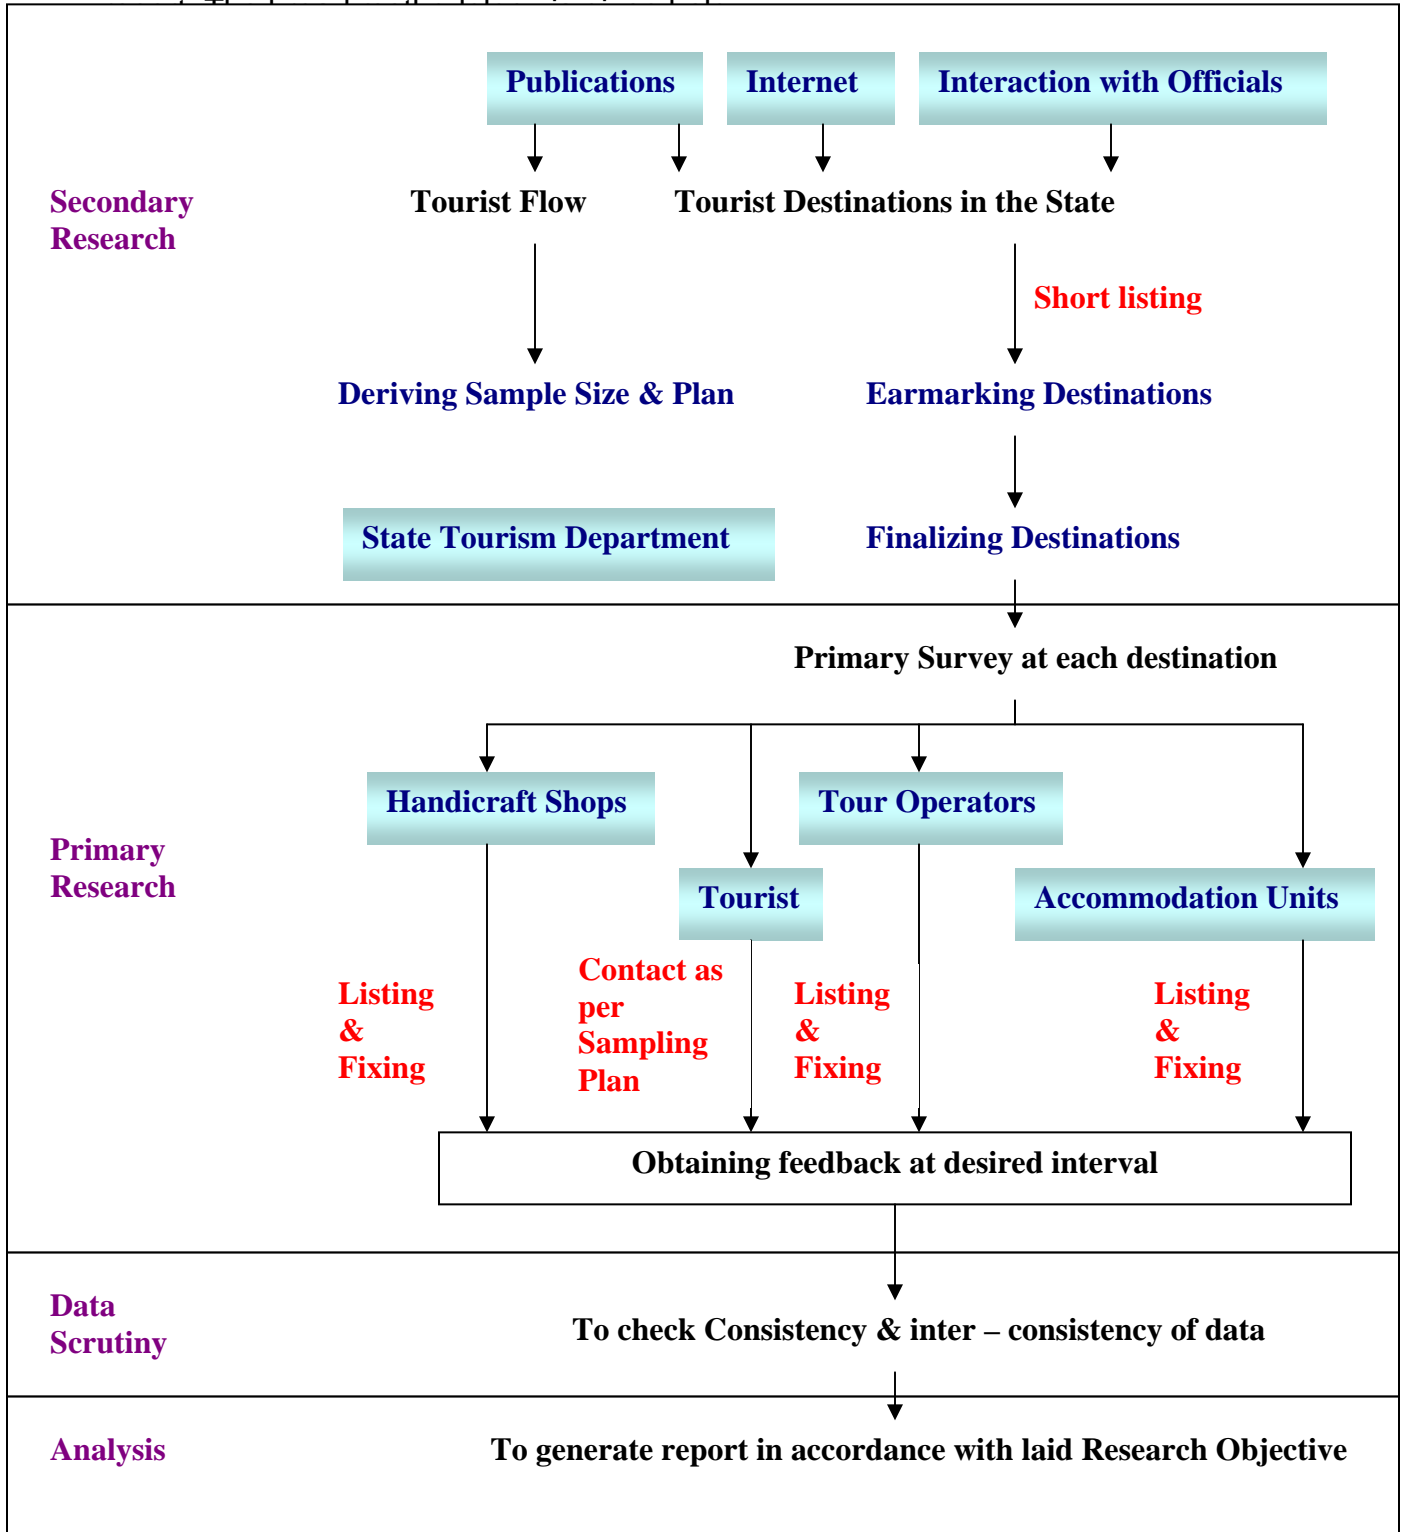 Publications
Internet
Interaction with Officials
Secondary
Research
Tourist Flow
Tourist Destinations in the State
Short listing
Deriving Sample Size & Plan
Earmarking Destinations
State Tourism Department
Finalizing Destinations
Primary Survey at each destination
Handicraft Shops
Tour Operators
Primary
Research
Tourist
Accommodation Units
Listing
&
Fixing
Contact as
per
Sampling
Plan
Listing
&
Fixing
Listing
&
Fixing
Obtaining feedback at desired interval
Data
Scrutiny
To check Consistency & inter – consistency of data
Analysis
To generate report in accordance with laid Research Objective